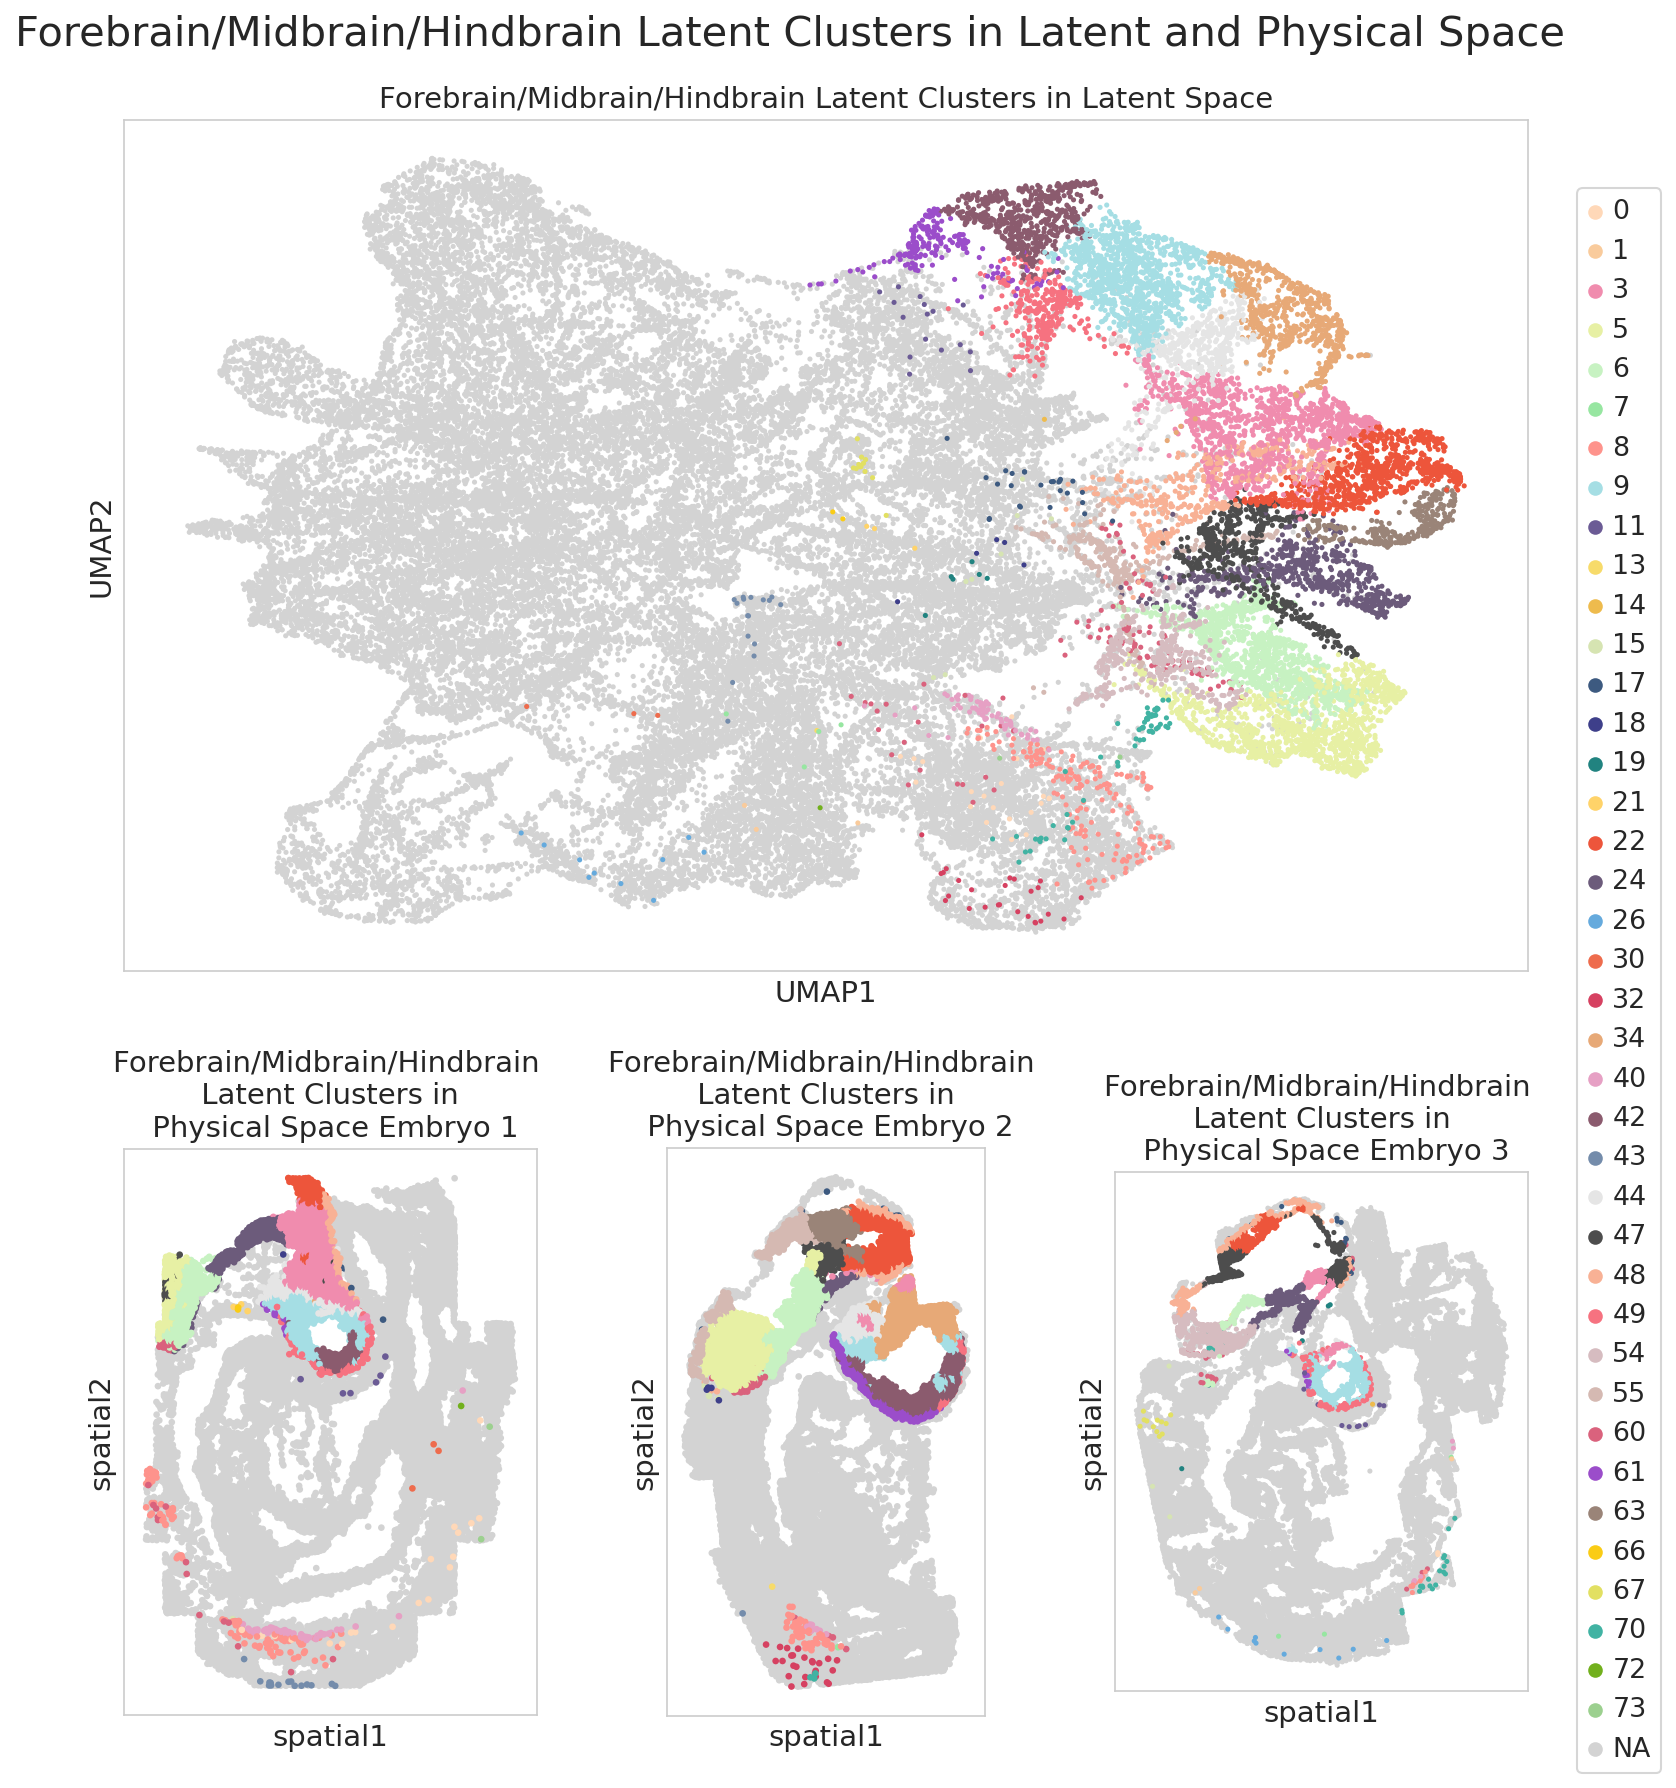 Forebrain/Midbrain/Hindbrain Latent Clusters in Latent and Physical Space
Forebrain/Midbrain/Hindbrain Latent Clusters in Latent Space
UMAP2
UMAP1
0
1
3
5
6
7
8
9
11
13
14
15
17
18
19
21
22
24
26
30
32
34
40
42
43
44
47
48
49
54
55
60
61
63
66
67
70
72
73
NA
Forebrain/Midbrain/Hindbrain
Latent Clusters in
Physical Space Embryo 1
spatial2
spatial1
Forebrain/Midbrain/Hindbrain
Latent Clusters in
Physical Space Embryo 2
spatial2
spatial1
Forebrain/Midbrain/Hindbrain
Latent Clusters in
Physical Space Embryo 3
spatial2
spatial1